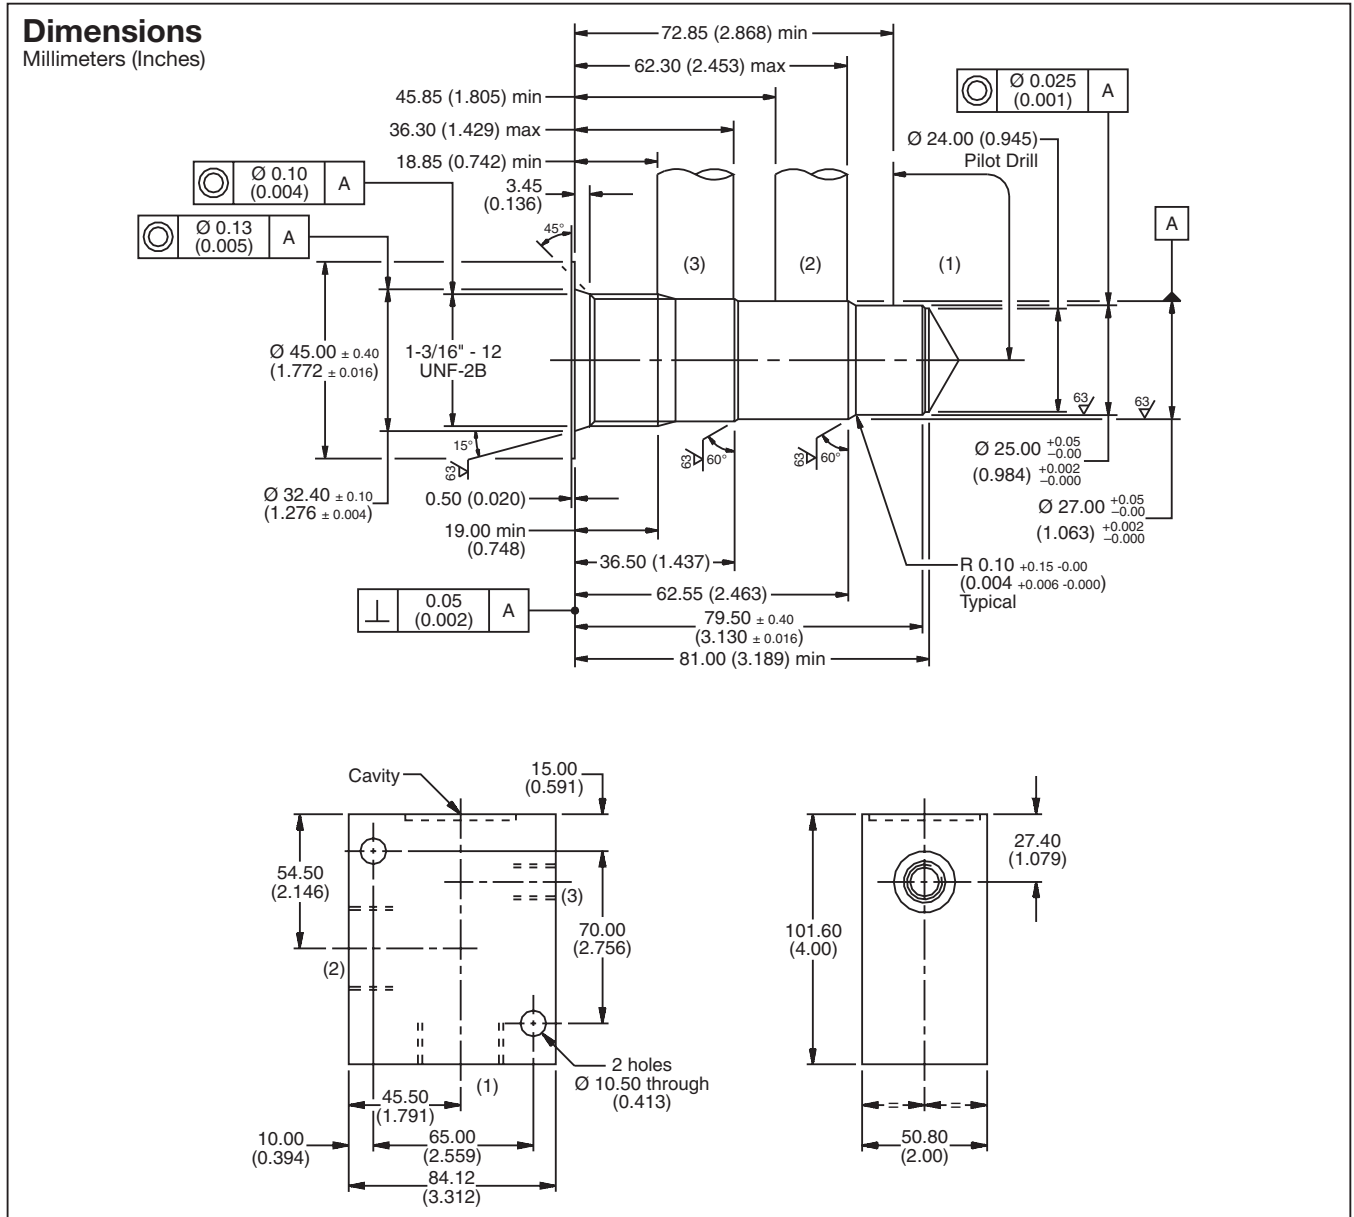 Dimensions
Millimeters (Inches)
72.85 (2.868) min
62.30 (2.453) max
45.85 (1.805) min
36.30 (1.429) max
18.85 (0.742) min
3.45
(0.136)
45°
Ø 0.025
(0.001)
A
Ø 24.00 (0.945)
Pilot Drill
Ø 0.10
(0.004)
A
Ø 0.13
(0.005)
A
A
(3)
(2)
(1)
Ø 45.00 ± 0.40
(1.772 ± 0.016)
1-3/16" - 12
UNF-2B
15°
63
63
60°
63
60°
63
63
Ø 32.40 ± 0.10
(1.276 ± 0.004)
0.50 (0.020)
19.00 min
(0.748)
36.50 (1.437)
62.55 (2.463)
79.50 ± 0.40
(3.130 ± 0.016)
81.00 (3.189) min
Ø 25.00 +0.05 –0.00
(0.984) +0.002 –0.000
Ø 27.00 +0.05 –0.00
(1.063) +0.002 –0.000
R 0.10 +0.15 -0.00
(0.004 +0.006 -0.000)
Typical
⊥
0.05
(0.002)
A
Cavity
15.00
(0.591)
54.50
(2.146)
(3)
70.00
(2.756)
(2)
(1)
2 holes
Ø 10.50 through
(0.413)
45.50
(1.791)
10.00
(0.394)
65.00
(2.559)
84.12
(3.312)
27.40
(1.079)
101.60
(4.00)
= =
50.80
(2.00)